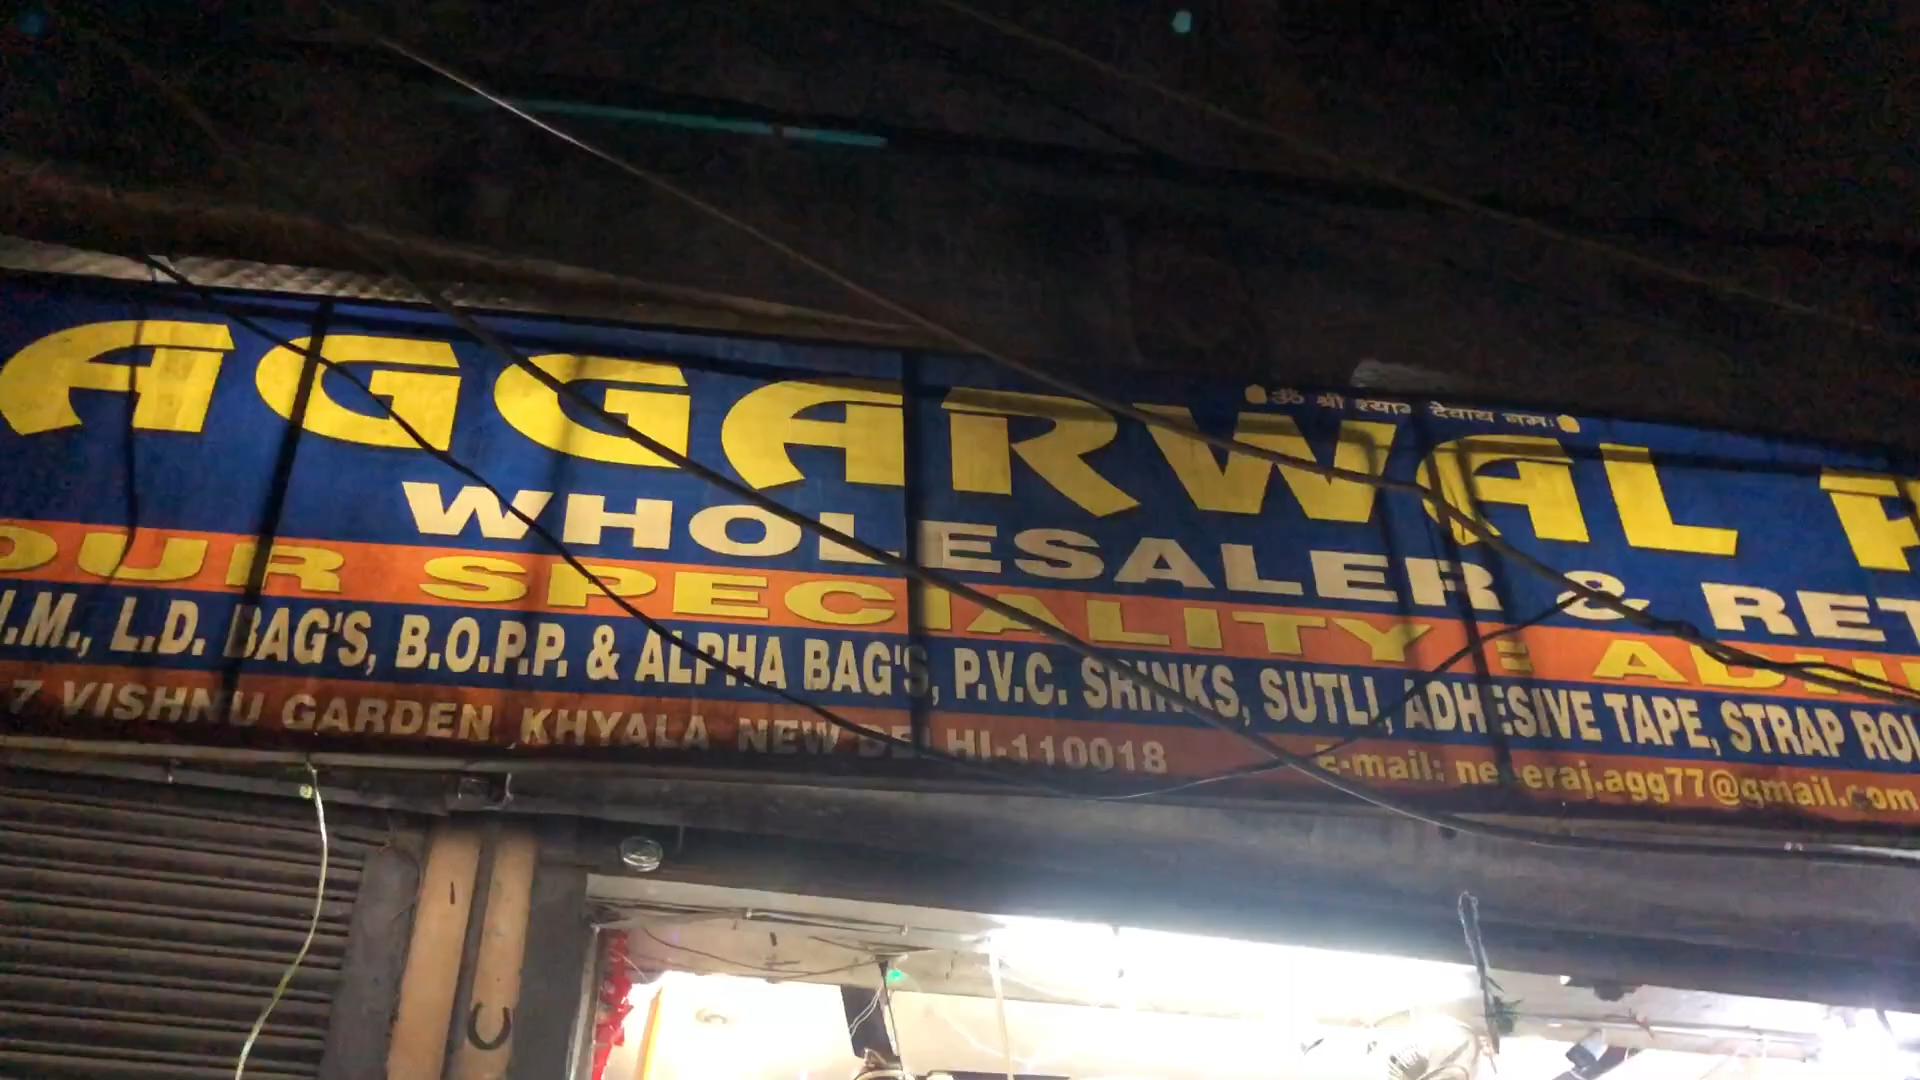 ॐ श्री श्याम देवाय नमः
AGGARWAL P
WHOLESALER & RET
OUR SPECIALITY : ADHE
H.M., L.D. BAG'S, B.O.P.P. & ALPHA BAG'S, P.V.C. SRINKS, SUTLI, ADHESIVE TAPE, STRAP ROL
7 VISHNU GARDEN, KHYALA NEW DELHI-110018
E-mail: neeraj.agg77@gmail.com